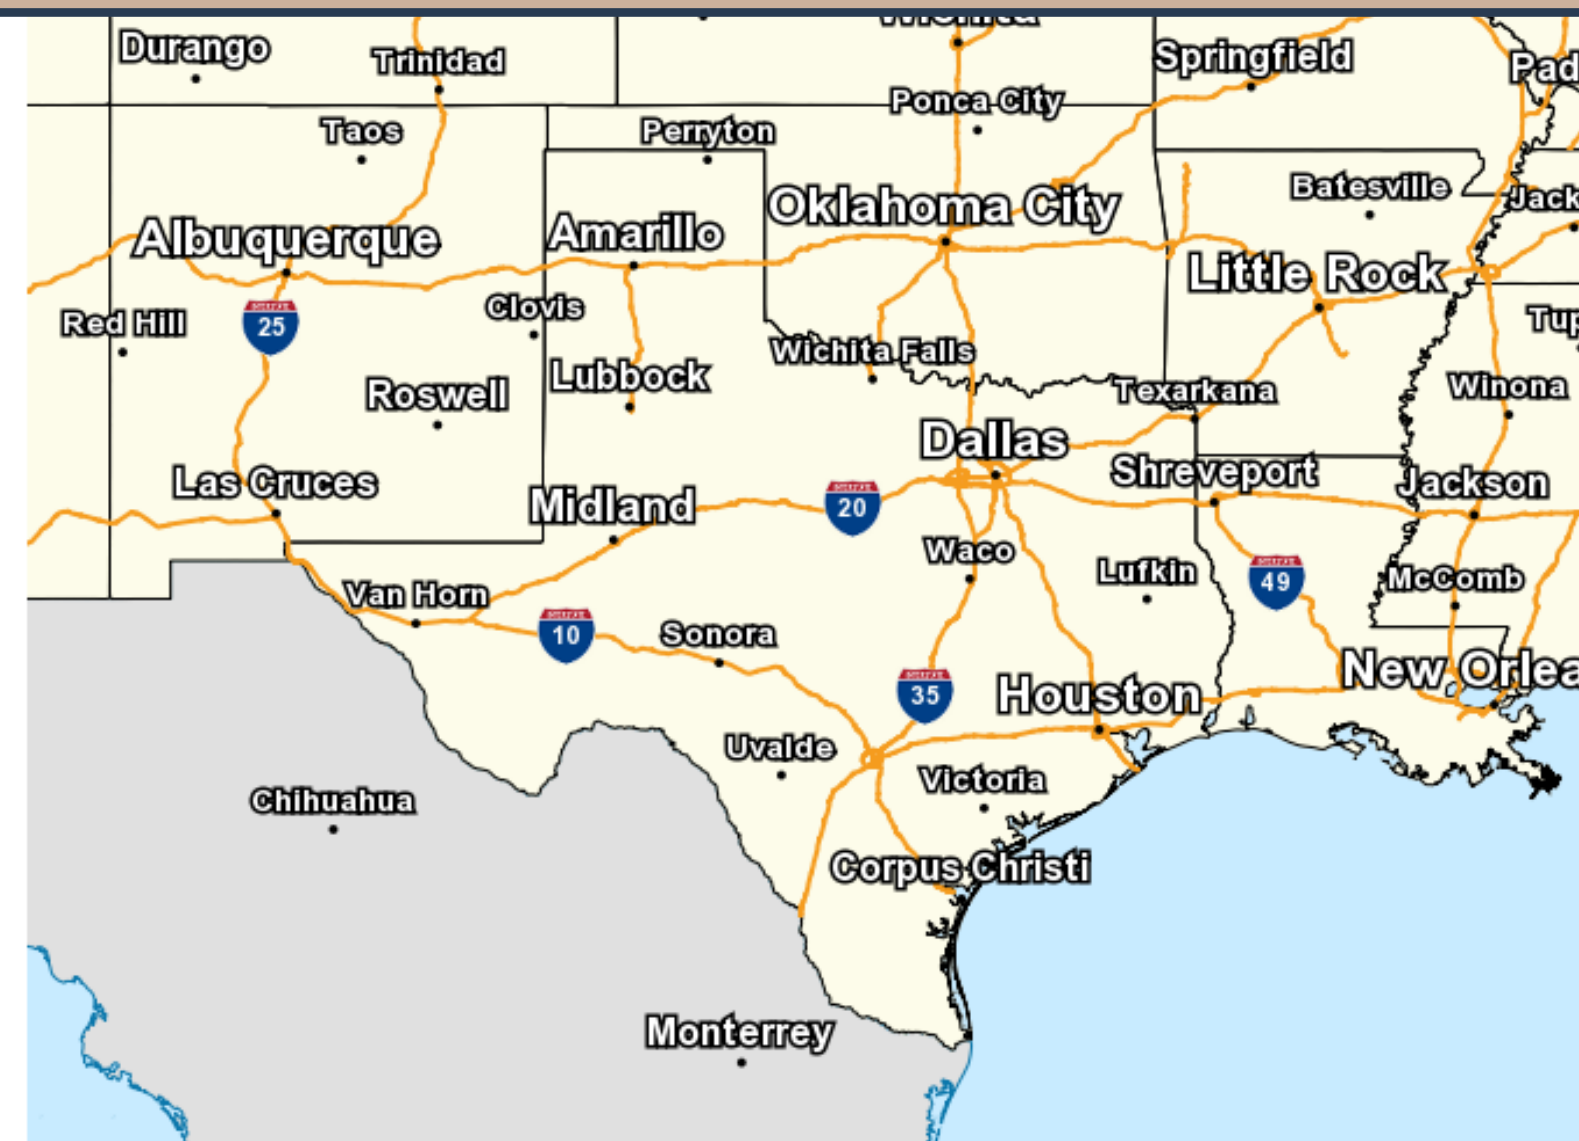 Wichita
Durango
Trinidad
Springfield
Pad
Ponca City
Taos
Perryton
Batesville
Jack
Oklahoma City
Albuquerque
Amarillo
Little Rock
Clovis
Red Hill
25
Tup
Wichita Falls
Lubbock
Roswell
Texarkana
Winona
Dallas
Shreveport
Las Cruces
Jackson
Midland
20
Waco
Lufkin
49
McComb
Van Horn
10
Sonora
New Orlea
35
Houston
Uvalde
Victoria
Chihuahua
Corpus Christi
Monterrey